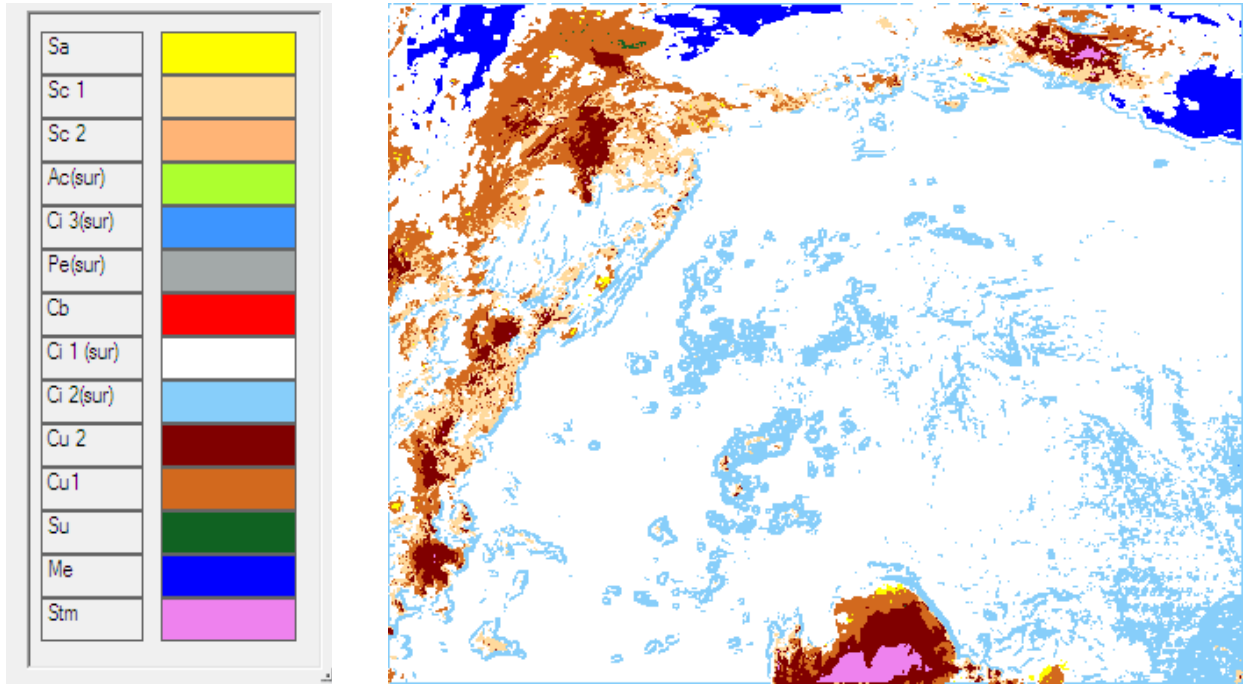 Sa
Sc 1
Sc 2
Ac(sur)
Ci 3(sur)
Pe(sur)
Cb
Ci 1 (sur)
Ci 2(sur)
Cu 2
Cu1
Su
Me
Stm